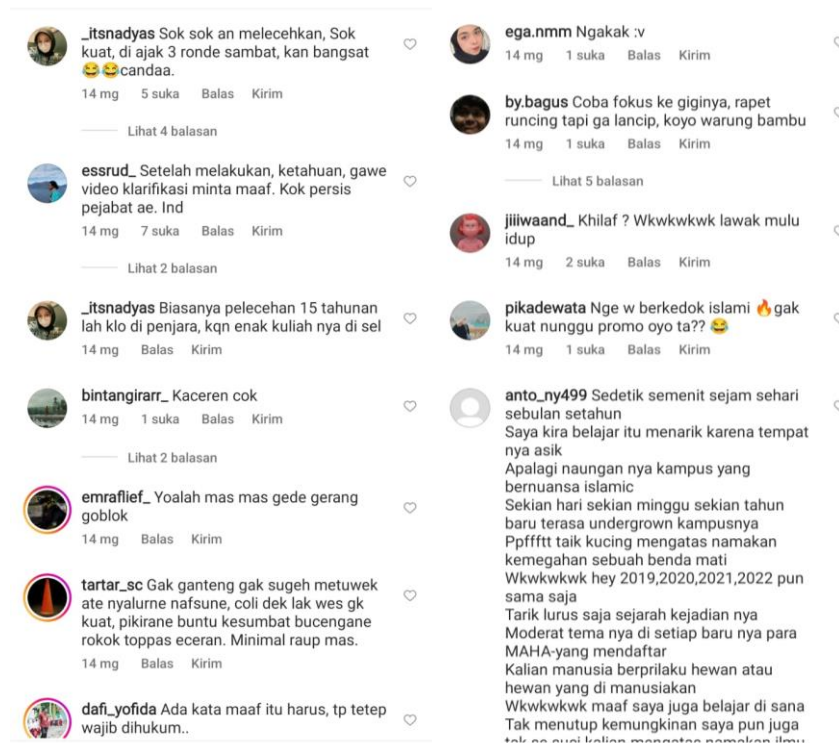 _itsnadyas Sok sok an melecehkan, Sok
kuat, di ajak 3 ronde sambat, kan bangsat
😂😂candaa.
14 mg 5 suka Balas Kirim
Lihat 4 balasan
essrud_ Setelah melakukan, ketahuan, gawe
video klarifikasi minta maaf. Kok persis
pejabat ae. Ind
14 mg 7 suka Balas Kirim
Lihat 2 balasan
_itsnadyas Biasanya pelecehan 15 tahunan
lah klo di penjara, kqn enak kuliah nya di sel
14 mg Balas Kirim
bintangirarr_ Kaceren cok
14 mg 1 suka Balas Kirim
Lihat 2 balasan
emraflief_ Yoalah mas mas gede gerang
goblok
14 mg Balas Kirim
tartar_sc Gak ganteng gak sugeh metuwek
ate nyalurne nafsune, coli dek lak wes gk
kuat, pikirane buntu kesumbat bucengane
rokok toppas eceran. Minimal raup mas.
14 mg Balas Kirim
dafi_yofida Ada kata maaf itu harus, tp tetep
wajib dihukum..
ega.nmm Ngakak :v
14 mg 1 suka Balas Kirim
by.bagus Coba fokus ke giginya, rapet
runcing tapi ga lancip, koyo warung bambu
14 mg 1 suka Balas Kirim
Lihat 5 balasan
jiiiwaand_ Khilaf ? Wkwkwkwk lawak mulu
idup
14 mg 2 suka Balas Kirim
pikadewata Nge w berkedok islami 🔥gak
kuat nunggu promo oyo ta?? 😂
14 mg 1 suka Balas Kirim
anto_ny499 Sedetik semenit sejam sehari
sebulan setahun
Saya kira belajar itu menarik karena tempat
nya asik
Apalagi naungan nya kampus yang
bernuansa islamic
Sekian hari sekian minggu sekian tahun
baru terasa undergrown kampusnya
Ppffftt taik kucing mengatas namakan
kemegahan sebuah benda mati
Wkwkwkwk hey 2019,2020,2021,2022 pun
sama saja
Tarik lurus saja sejarah kejadian nya
Moderat tema nya di setiap baru nya para
MAHA-yang mendaftar
Kalian manusia berprilaku hewan atau
hewan yang di manusiakan
Wkwkwkwk maaf saya juga belajar di sana
Tak menutup kemungkinan saya pun juga
tak se suci kalian mengatas namakan ilmu